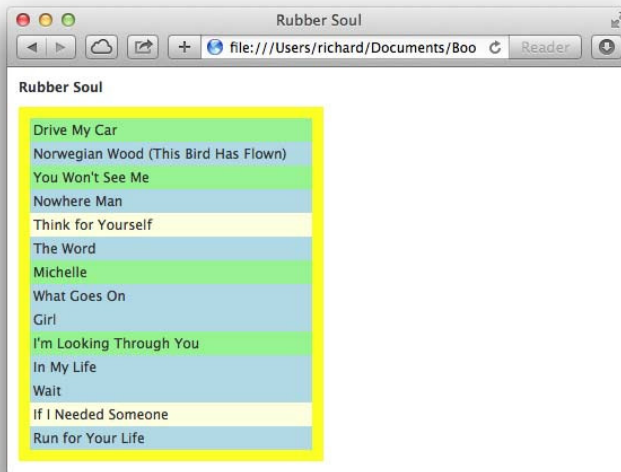 Rubber Soul
file:///Users/richard/Documents/Boo
Reader
Rubber Soul
Drive My Car
Norwegian Wood (This Bird Has Flown)
You Won't See Me
Nowhere Man
Think for Yourself
The Word
Michelle
What Goes On
Girl
I'm Looking Through You
In My Life
Wait
If I Needed Someone
Run for Your Life